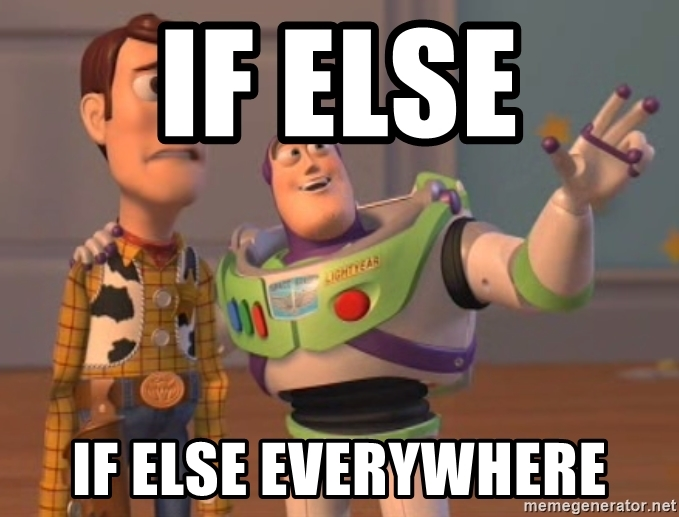 IF ELSE
LIGHTYEAR
IF ELSE EVERYWHERE
memegenerator.net